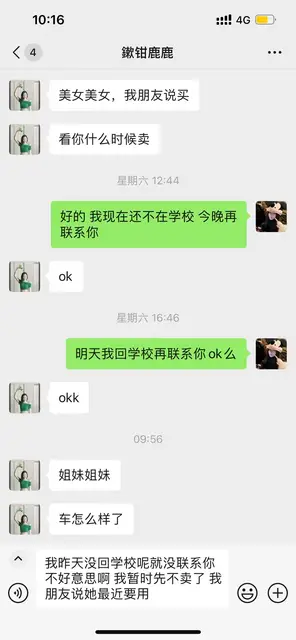 10:16
4G
4
鏉钳鹿鹿
美女美女，我朋友说买
看你什么时候卖
星期六 12:44
好的 我现在还不在学校 今晚再
联系你
ok
星期六 16:46
明天我回学校再联系你ok么
okk
09:56
姐妹姐妹
车怎么样了
我昨天没回学校呢就没联系你
不好意思啊 我暂时先不卖了 我
朋友说她最近要用